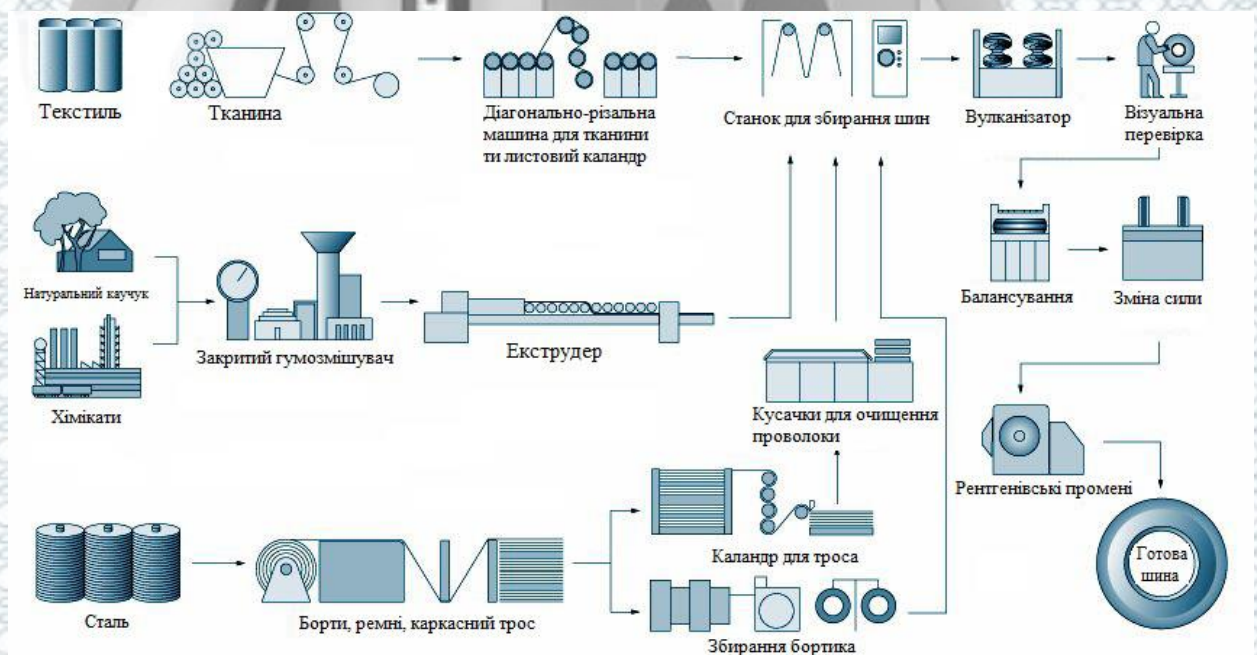 Текстиль
Тканина
Діагонально-різальна
машина для тканини
ти листовий каландр
Станок для збирання шин
Вулканізатор
Візуальна
перевірка
Натуральний каучук
Хімікати
Закритий гумозмішувач
Екструдер
Балансування
Зміна сили
Кусачки для очищення
проволоки
Рентгенівські промені
Сталь
Борти, ремні, каркасний трос
Каландр для троса
Збирання бортика
Готова
шина